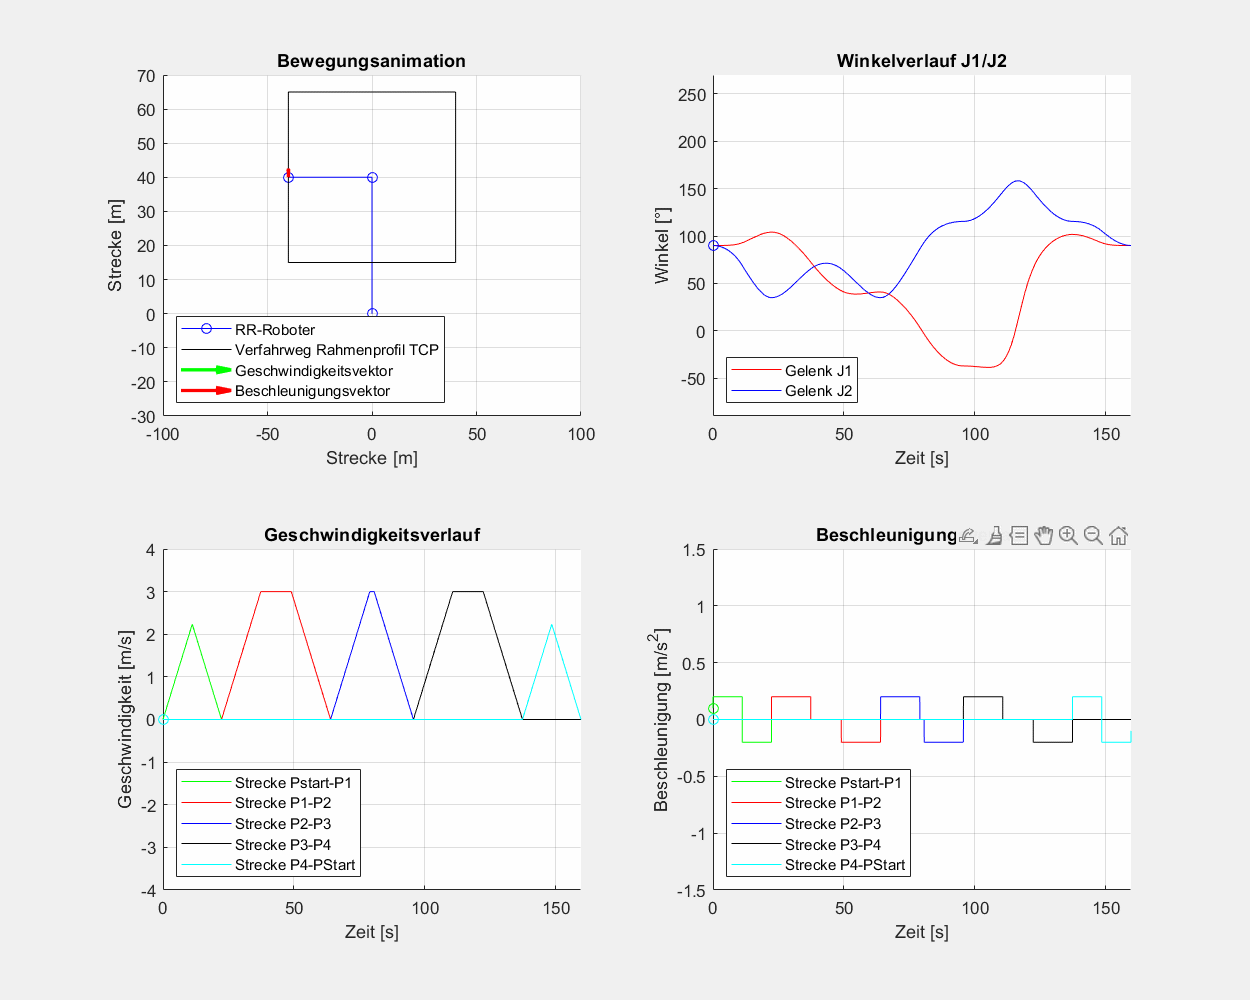 Bewegungsanimation
70
60
50
40
30
20
10
0
-10
-20
-30
-100
-50
0
50
100
Strecke [m]
Strecke [m]
RR-Roboter
Verfahrweg Rahmenprofil TCP
Geschwindigkeitsvektor
Beschleunigungsvektor
Winkelverlauf J1/J2
250
200
150
100
50
0
-50
0
50
100
150
Winkel [°]
Zeit [s]
Gelenk J1
Gelenk J2
Geschwindigkeitsverlauf
4
3
2
1
0
-1
-2
-3
-4
0
50
100
150
Geschwindigkeit [m/s]
Zeit [s]
Strecke Pstart-P1
Strecke P1-P2
Strecke P2-P3
Strecke P3-P4
Strecke P4-PStart
Beschleunigung
1.5
1
0.5
0
-0.5
-1
-1.5
0
50
100
150
Beschleunigung [m/s²]
Zeit [s]
Strecke Pstart-P1
Strecke P1-P2
Strecke P2-P3
Strecke P3-P4
Strecke P4-PStart